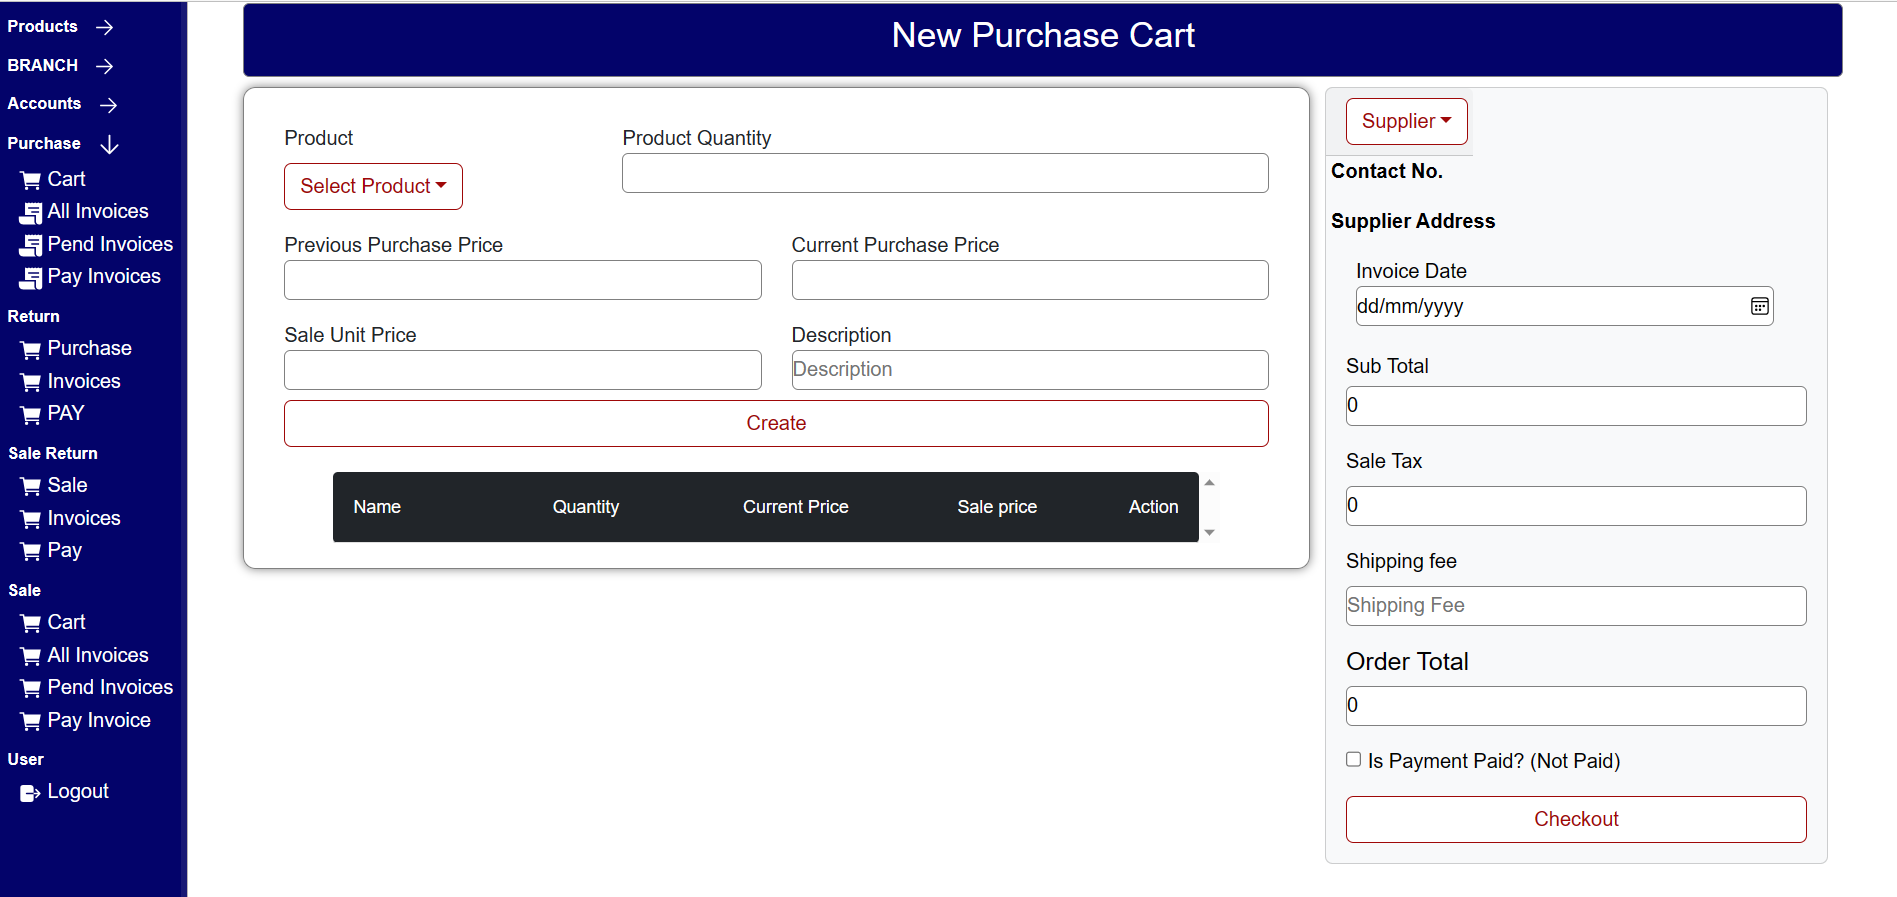 Products
BRANCH
Accounts
Purchase
Cart
All Invoices
Pend Invoices
Pay Invoices
Return
Purchase
Invoices
PAY
Sale Return
Sale
Invoices
Pay
Sale
Cart
All Invoices
Pend Invoices
Pay Invoice
User
Logout
New Purchase Cart
Product
Product Quantity
Select Product
Previous Purchase Price
Current Purchase Price
Sale Unit Price
Description
Description
Create
Name Quantity Current Price Sale price Action
Supplier
Contact No.
Supplier Address
Invoice Date
dd/mm/yyyy
Sub Total
0
Sale Tax
0
Shipping fee
Shipping Fee
Order Total
0
Is Payment Paid? (Not Paid)
Checkout